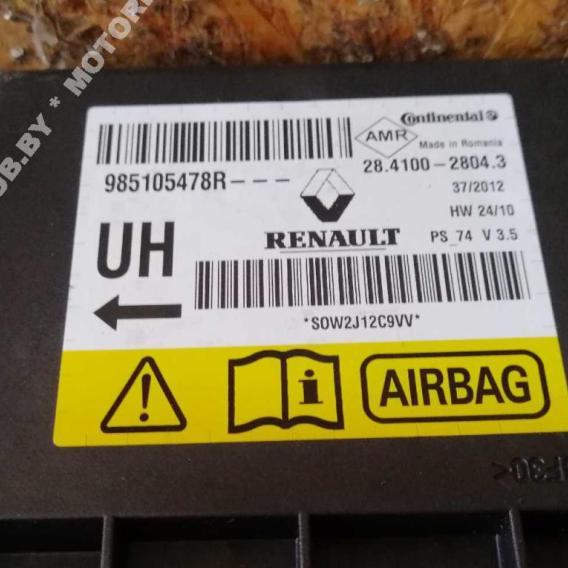 Continental
AMR
Made in Romania
985105478R---
28.4100-2804.3
37/2012
HW 24/10
UH
RENAULT
PS_74 V 3.5
*S0W2J12C9VV*
i
AIRBAG